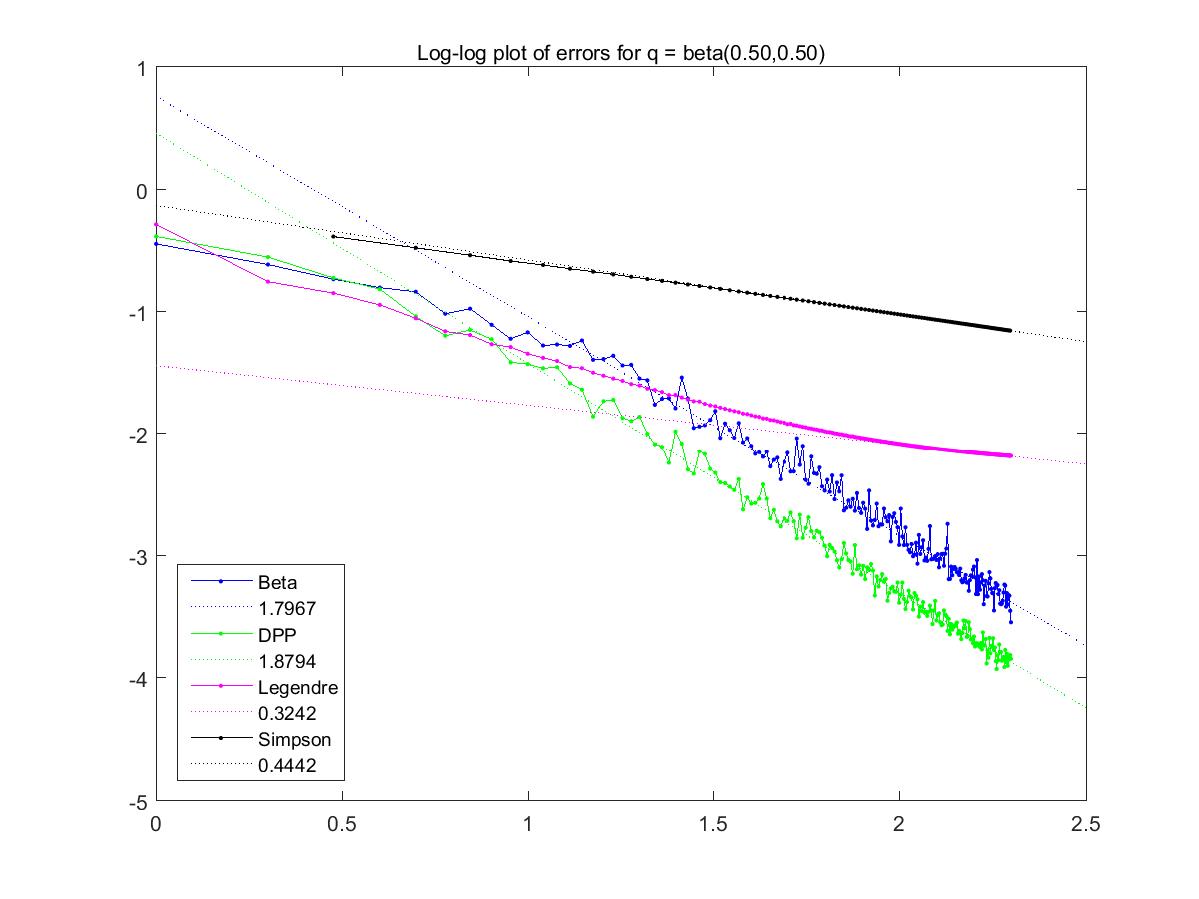 Log-log plot of errors for q = beta(0.50,0.50)
1
0
-1
-2
-3
-4
-5
Beta
1.7967
DPP
1.8794
Legendre
0.3242
Simpson
0.4442
0 0.5 1 1.5 2 2.5